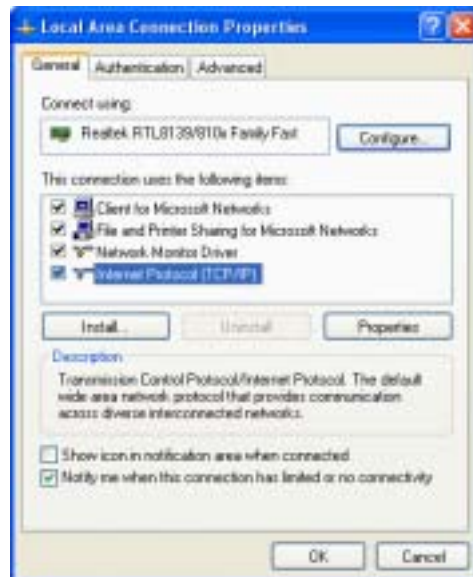 Local Area Connection Properties
General
Authentication
Advanced
Connect using:
Realtek RTL8139/810x Family Fast
Configure...
This connection uses the following items:
Client for Microsoft Networks
File and Printer Sharing for Microsoft Networks
Network Monitor Driver
Internet Protocol (TCP/IP)
Install...
Uninstall
Properties
Description
Transmission Control Protocol/Internet Protocol. The default
wide area network protocol that provides communication
across diverse interconnected networks.
Show icon in notification area when connected
Notify me when this connection has limited or no connectivity
OK
Cancel